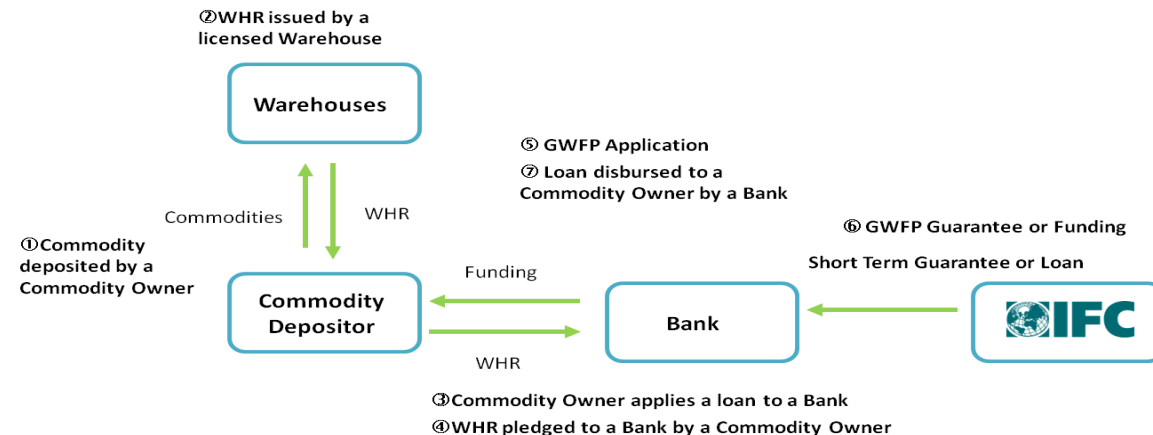 ②WHR issued by a
licensed Warehouse
Warehouses
⑤ GWFP Application
⑦ Loan disbursed to a
Commodity Owner by a Bank
Commodities
WHR
⑥ GWFP Guarantee or Funding
①Commodity
deposited by a
Commodity Owner
Short Term Guarantee or Loan
Funding
Commodity
Depositor
Bank
IFC
WHR
③Commodity Owner applies a loan to a Bank
④WHR pledged to a Bank by a Commodity Owner